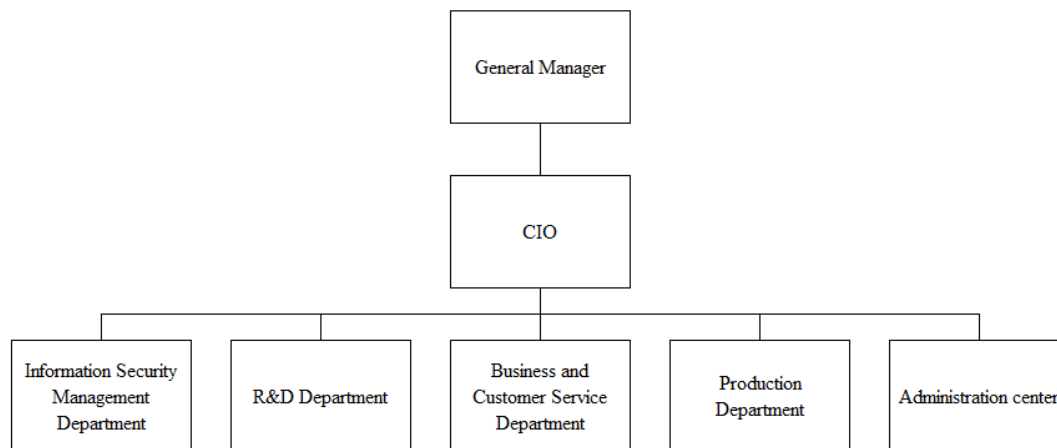 General Manager
CIO
Information Security
Management
Department
R&D Department
Business and
Customer Service
Department
Production
Department
Administration center